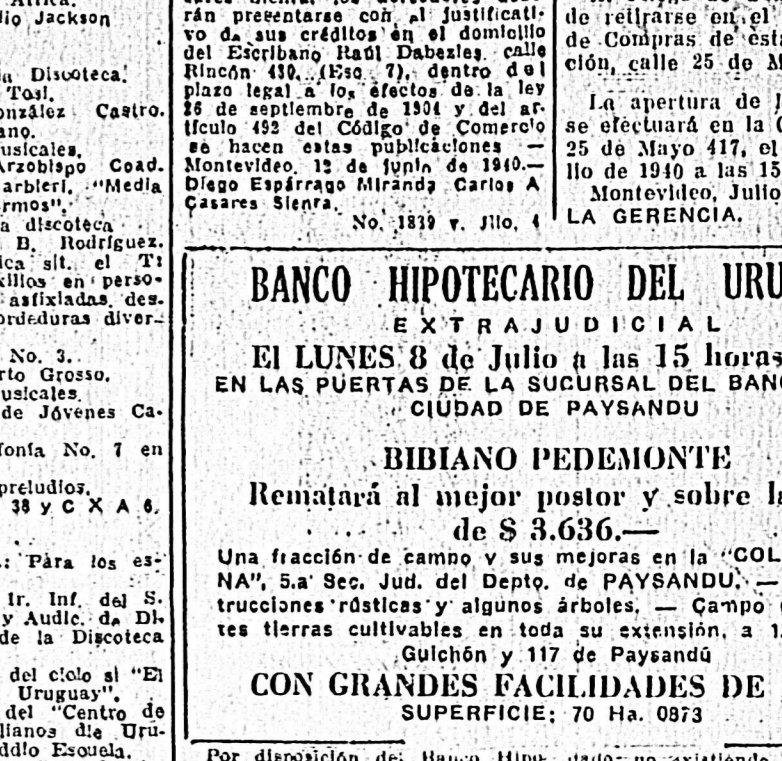 lio Jackson
la Discoteca.
Tosi.
onzález Castro.
ano.
usicales.
Arzobispo Coad.
arbieri. "Media
ermos".
a discoteca
B. Rodríguez.
ica sit. el T:
xilios en perso-
asfixiadas, des-
ordeduras diver-
No. 3.
rto Grosso.
usicales.
de Jóvenes Ca-
fonía No. 7 en
preludios.
38 y C X A 6.
.: Para los es-
Ir. Inf. del S.
y Audic. de Di-
de la Discoteca
del ciclo si "El
Uruguay".
del "Centro de
llanos die Uru-
ddio Escuela.
rán presentarse con el justificati-
vo de sus créditos en el domicilio
del Escribano Raúl Dabezies. calle
Rincón 430. (Esc. 7), dentro del
plazo legal a los efectos de la ley
26 de septiembre de 1904 y del ar-
tículo 492 del Código de Comercio
se hacen estas publicaciones —
Montevideo. 12 de junio de 1940.—
Diego Espárrago Miranda Carlos A
Casares Sienra.
No. 1839 v. Jlio. 4
de retirarse en el
de Compras de est
ción, calle 25 de M
La apertura de l
se efectuará en la
25 de Mayo 417, el
lio de 1940 a las 15
Montevideo, Julio
LA GERENCIA.
BANCO HIPOTECARIO DEL URU
EXTRAJUDICIAL
El LUNES 8 de Julio a las 15 horas
EN LAS PUERTAS DE LA SUCURSAL DEL BAN
CIUDAD DE PAYSANDU
BIBIANO PEDEMONTE
Rematará al mejor postor y sobre l
de $ 3.636.—
Una fracción de campo y sus mejoras en la "COL
NA", 5.a Sec. Jud. del Depto. de PAYSANDU. —
trucciones rústicas y algunos árboles. — Campo
tes tierras cultivables en toda su extensión, a 1
Guichón y 117 de Paysandú
CON GRANDES FACILIDADES DE
SUPERFICIE: 70 Ha. 0873
Por disposición del Banco Hipo